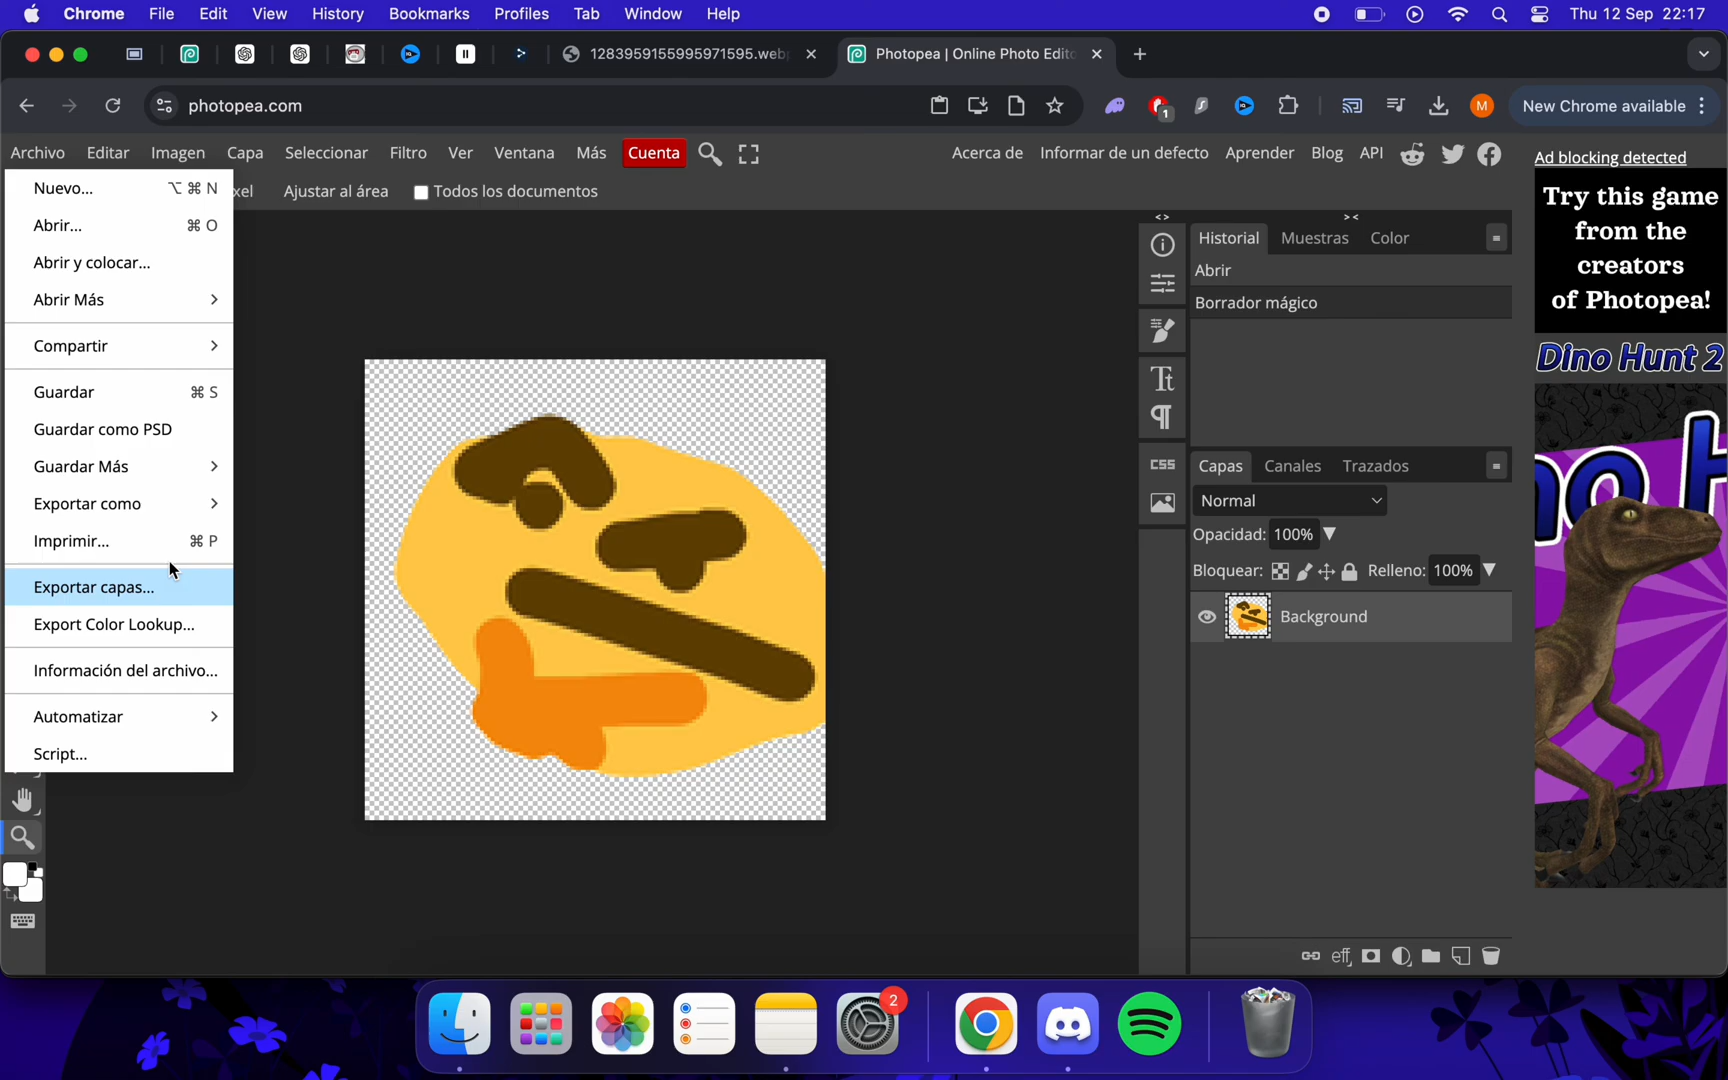 Chrome File Edit View History Bookmarks Profiles Tab Window Help Thu 12 Sep 22:17
1283959155995971595.web Photopea | Online Photo Edito
photopea.com 1 M New Chrome available
Archivo Editar Imagen Capa Seleccionar Filtro Ver Ventana Más Cuenta Acerca de Informar de un defecto Aprender Blog API
Ad blocking detected
xel Ajustar al área Todos los documentos
Nuevo... ⌥ ⌘ N
Abrir... ⌘ O
Abrir y colocar...
Abrir Más >
Compartir >
Guardar ⌘ S
Guardar como PSD
Guardar Más >
Exportar como >
Imprimir... ⌘ P
Exportar capas...
Export Color Lookup...
Información del archivo...
Automatizar >
Script...
<> ><
Historial Muestras Color
Abrir
Borrador mágico
CSS
Capas Canales Trazados
Normal
Opacidad: 100%
Bloquear: Relleno: 100%
Background
eff
Try this game
from the
creators
of Photopea!
Dino Hunt 2
2